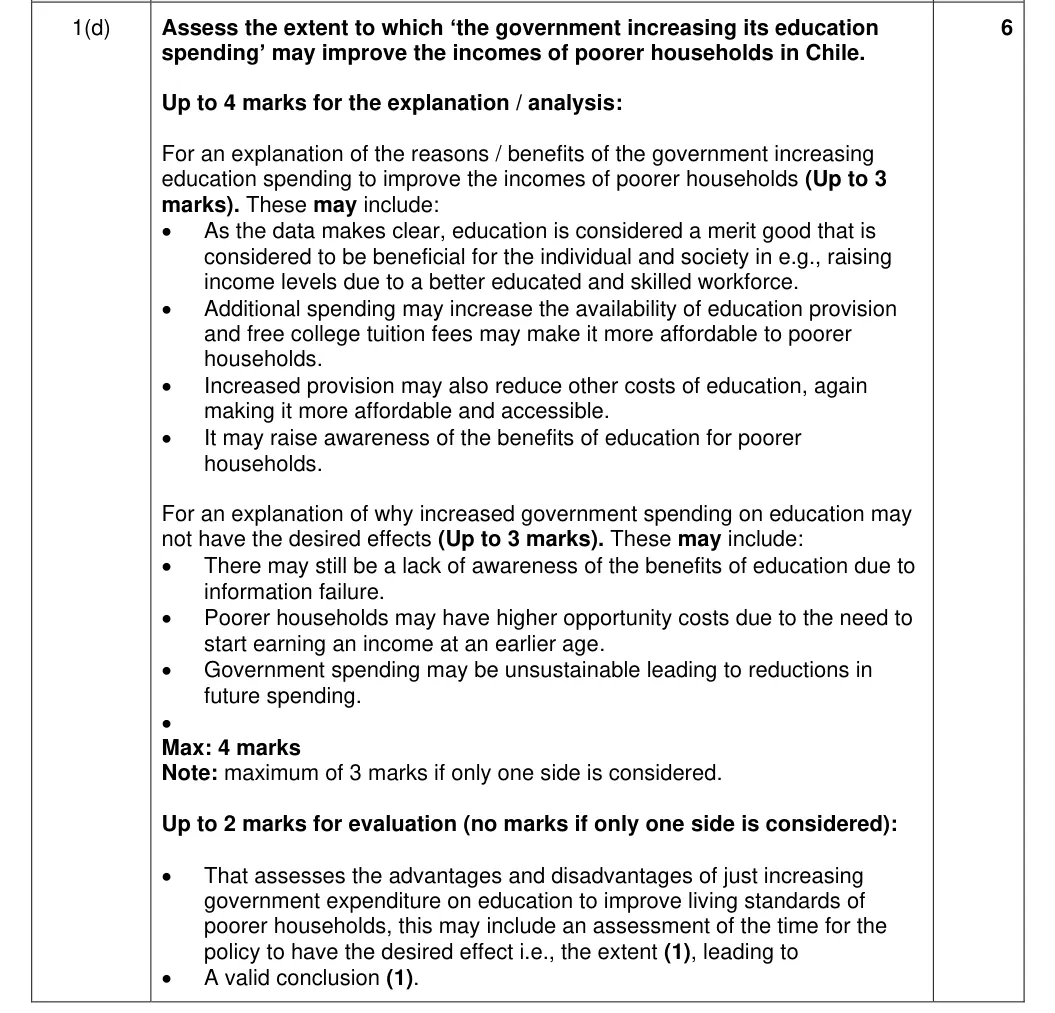 1(d)
Assess the extent to which ‘the government increasing its education
spending’ may improve the incomes of poorer households in Chile.
6
Up to 4 marks for the explanation / analysis:
For an explanation of the reasons / benefits of the government increasing
education spending to improve the incomes of poorer households (Up to 3
marks). These may include:
• As the data makes clear, education is considered a merit good that is
considered to be beneficial for the individual and society in e.g., raising
income levels due to a better educated and skilled workforce.
• Additional spending may increase the availability of education provision
and free college tuition fees may make it more affordable to poorer
households.
• Increased provision may also reduce other costs of education, again
making it more affordable and accessible.
• It may raise awareness of the benefits of education for poorer
households.
For an explanation of why increased government spending on education may
not have the desired effects (Up to 3 marks). These may include:
• There may still be a lack of awareness of the benefits of education due to
information failure.
• Poorer households may have higher opportunity costs due to the need to
start earning an income at an earlier age.
• Government spending may be unsustainable leading to reductions in
future spending.
•
Max: 4 marks
Note: maximum of 3 marks if only one side is considered.
Up to 2 marks for evaluation (no marks if only one side is considered):
• That assesses the advantages and disadvantages of just increasing
government expenditure on education to improve living standards of
poorer households, this may include an assessment of the time for the
policy to have the desired effect i.e., the extent (1), leading to
• A valid conclusion (1).